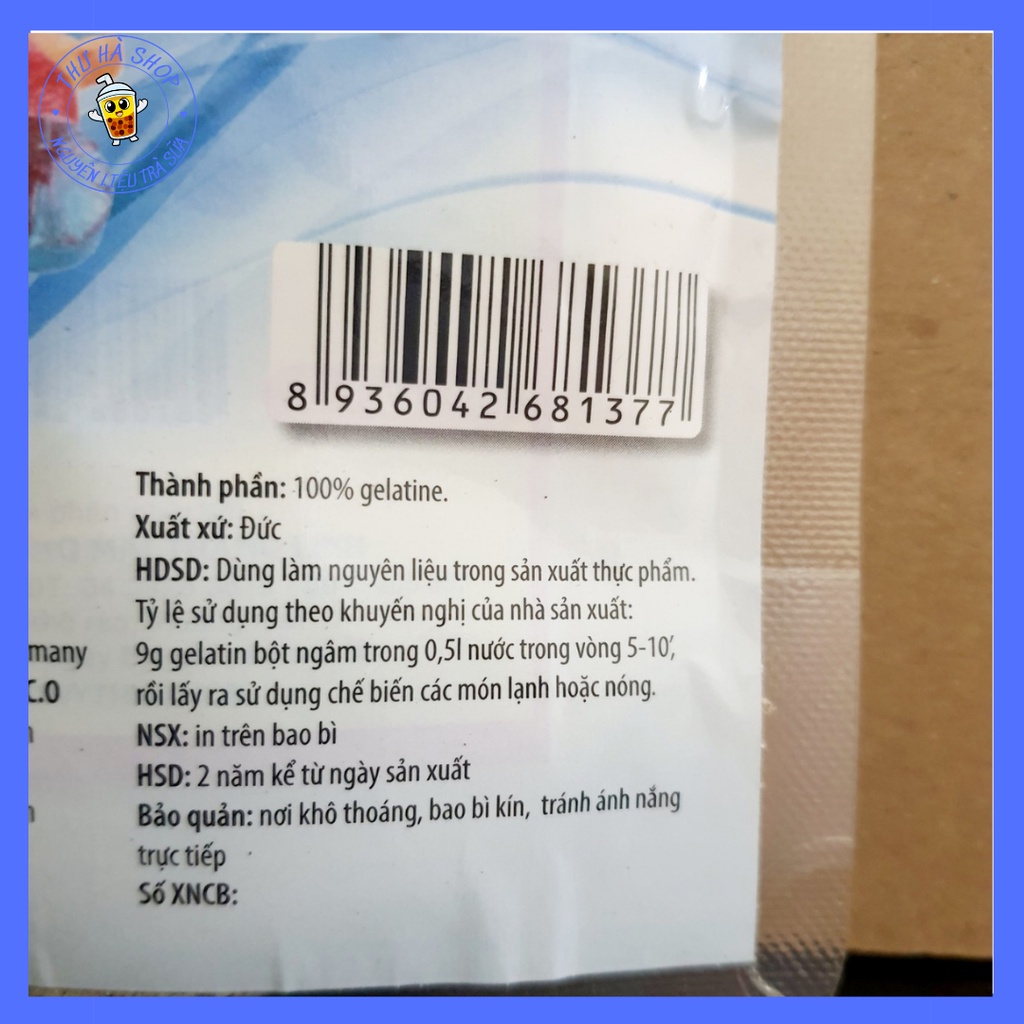 THƯ HÀ SHOP
NGUYÊN LIỆU TRÀ SỮA
8 936042 681377
Thành phần: 100% gelatine.
Xuất xứ: Đức
HDSD: Dùng làm nguyên liệu trong sản xuất thực phẩm.
Tỷ lệ sử dụng theo khuyến nghị của nhà sản xuất:
many 9g gelatin bột ngâm trong 0,5l nước trong vòng 5-10’,
C.O rồi lấy ra sử dụng chế biến các món lạnh hoặc nóng.
NSX: in trên bao bì
HSD: 2 năm kể từ ngày sản xuất
Bảo quản: nơi khô thoáng, bao bì kín, tránh ánh nắng
trực tiếp
Số XNCB: